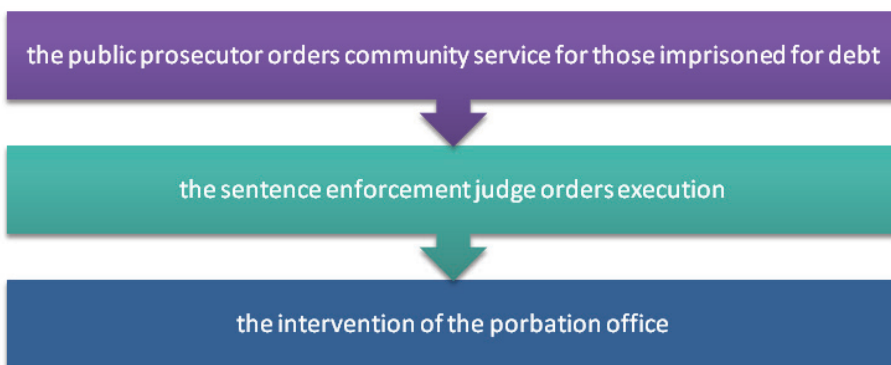 the public prosecutor orders community service for those imprisoned for debt
the sentence enforcement judge orders execution
the intervention of the porbation office